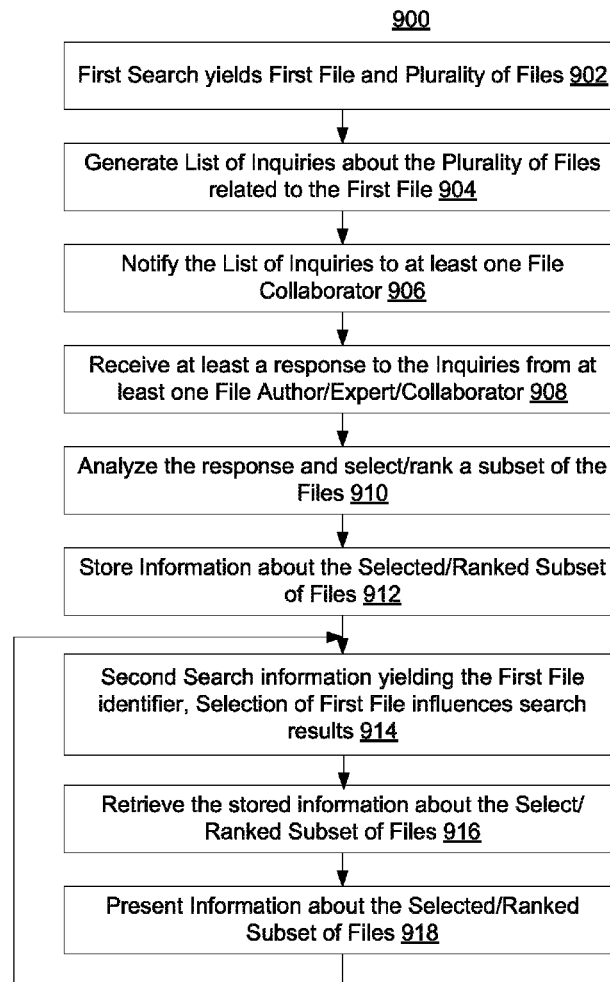 900
First Search yields First File and Plurality of Files 902
Generate List of Inquiries about the Plurality of Files
related to the First File 904
Notify the List of Inquiries to at least one File
Collaborator 906
Receive at least a response to the Inquiries from at
least one File Author/Expert/Collaborator 908
Analyze the response and select/rank a subset of the
Files 910
Store Information about the Selected/Ranked Subset
of Files 912
Second Search information yielding the First File
identifier, Selection of First File influences search
results 914
Retrieve the stored information about the Select/
Ranked Subset of Files 916
Present Information about the Selected/Ranked
Subset of Files 918